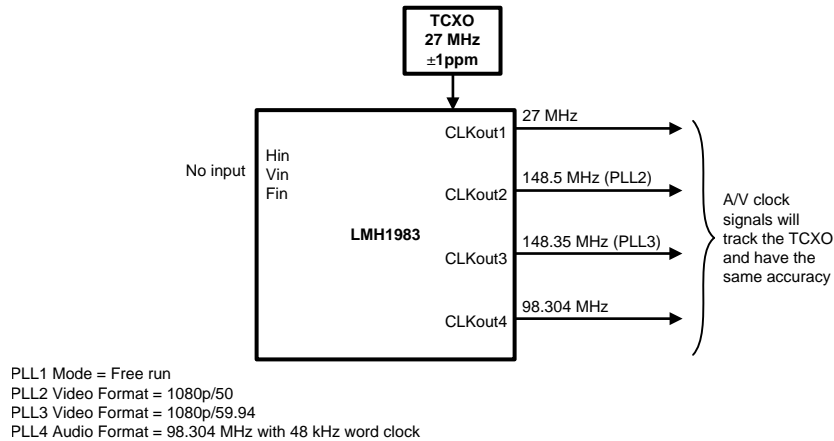 TCXO
27 MHz
±1ppm
27 MHz
CLKout1
No input
Hin
Vin
Fin
148.5 MHz (PLL2)
CLKout2
LMH1983
148.35 MHz (PLL3)
CLKout3
98.304 MHz
CLKout4
A/V clock
signals will
track the TCXO
and have the
same accuracy
PLL1 Mode = Free run
PLL2 Video Format = 1080p/50
PLL3 Video Format = 1080p/59.94
PLL4 Audio Format = 98.304 MHz with 48 kHz word clock